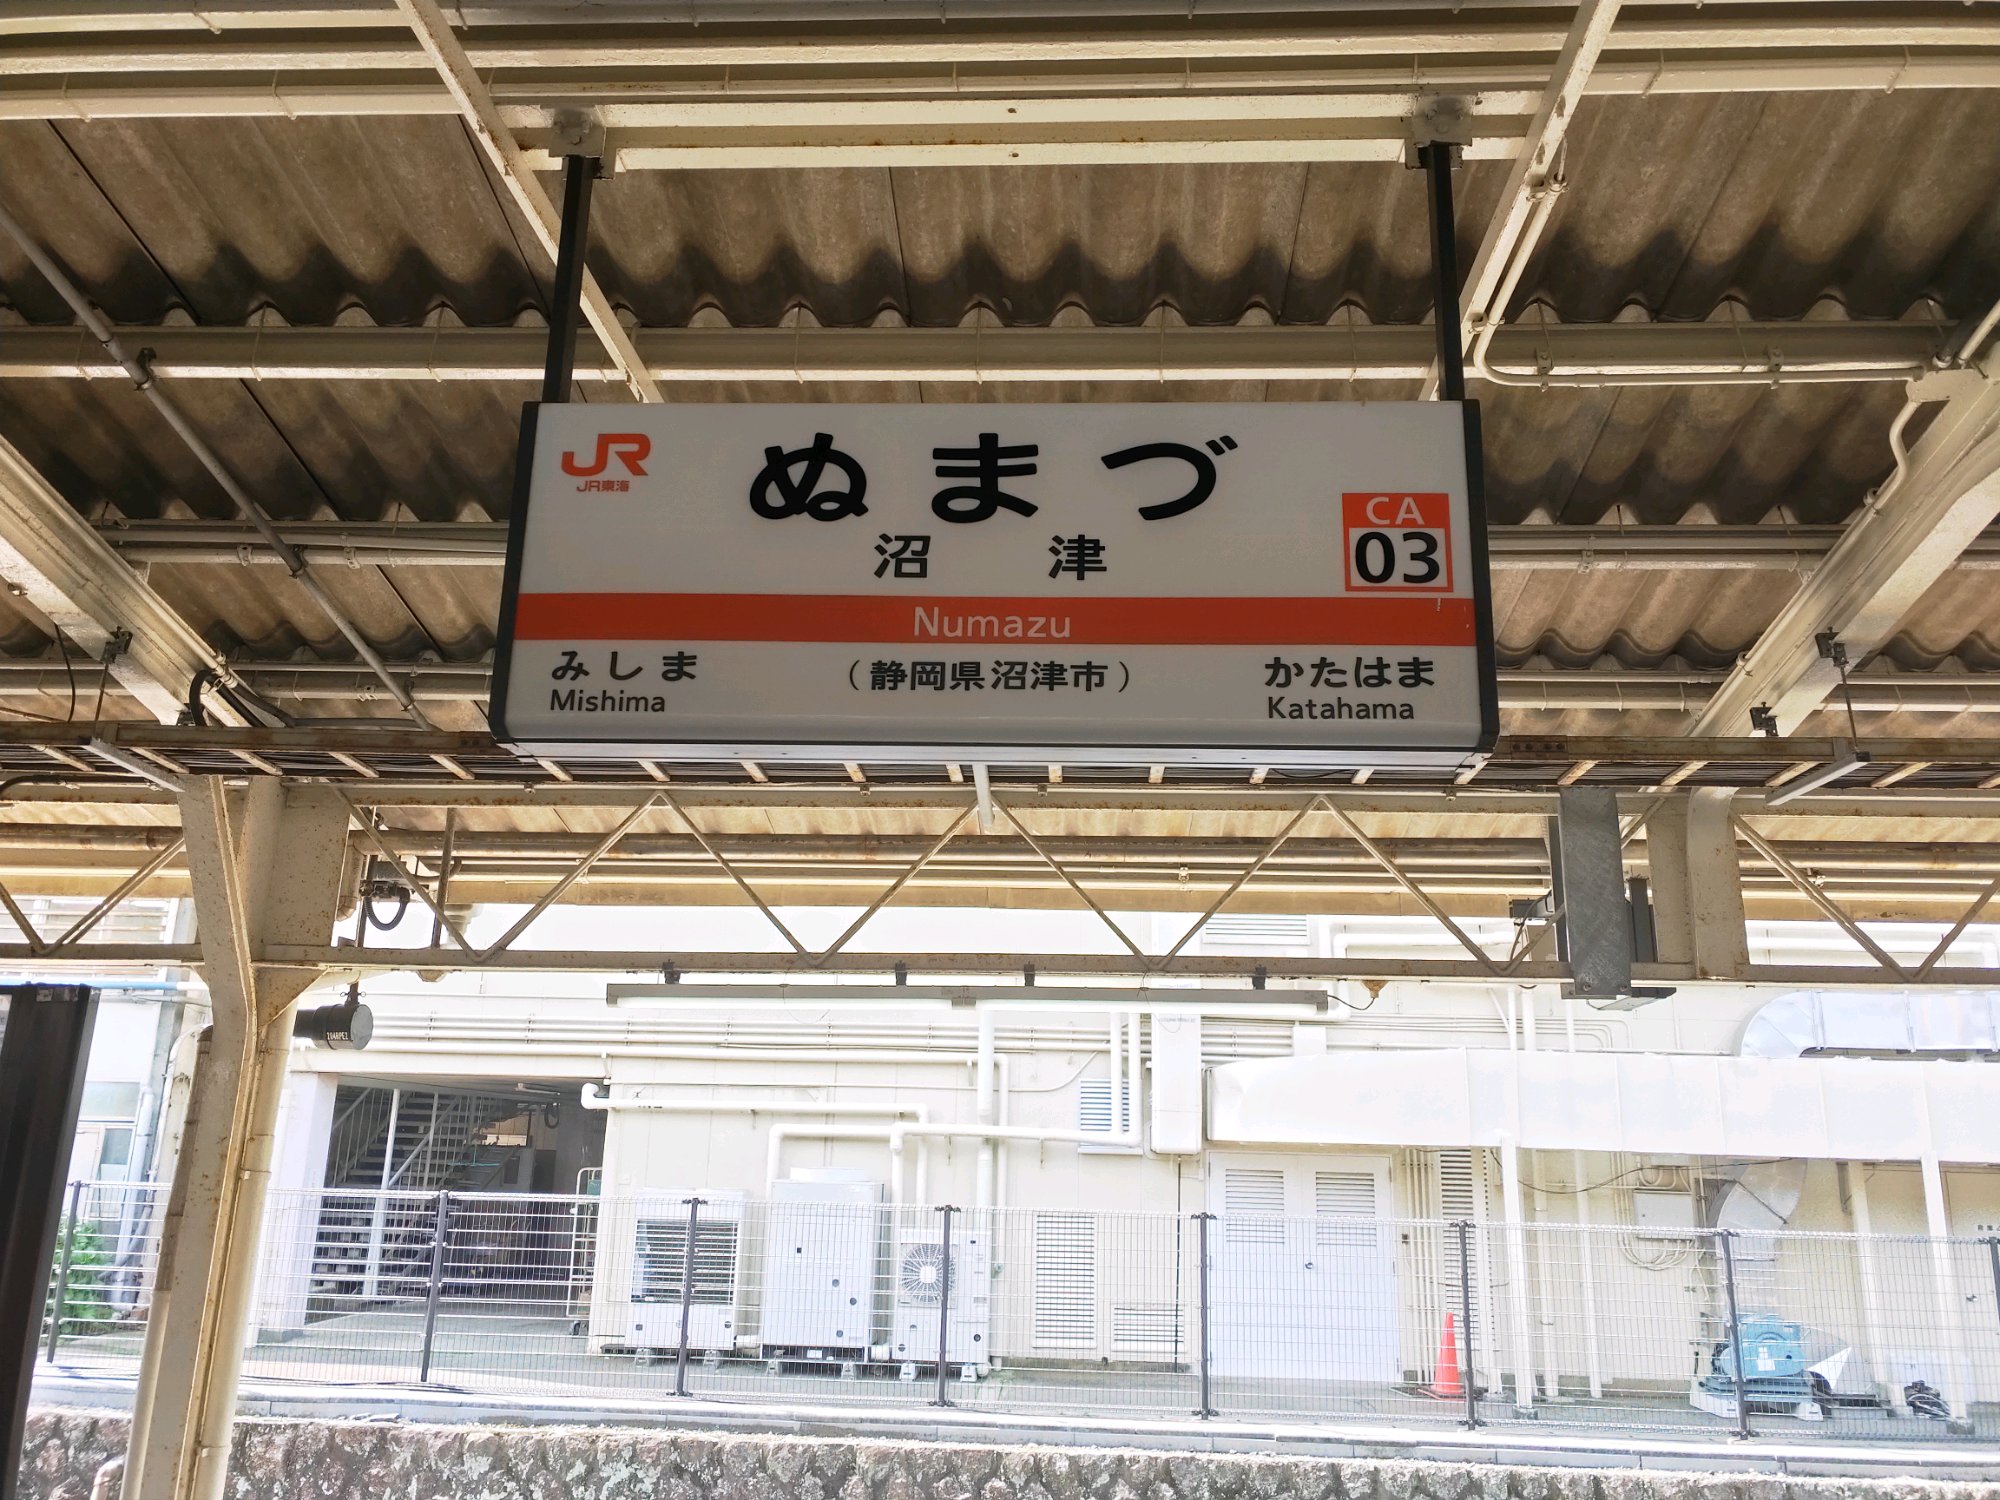 JR
JR東海
ぬまづ
沼津
CA
03
Numazu
みしま
Mishima
（静岡県沼津市）
かたはま
Katahama